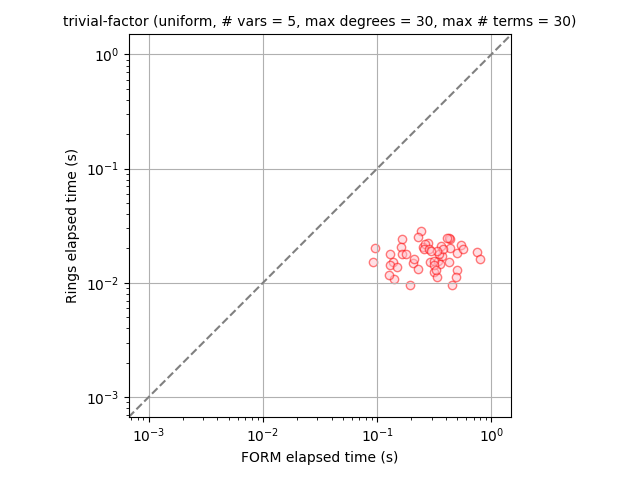 trivial-factor (uniform, # vars = 5, max degrees = 30, max # terms = 30)
Rings elapsed time (s)
10⁰
10⁻¹
10⁻²
10⁻³
10⁻³
10⁻²
10⁻¹
10⁰
FORM elapsed time (s)